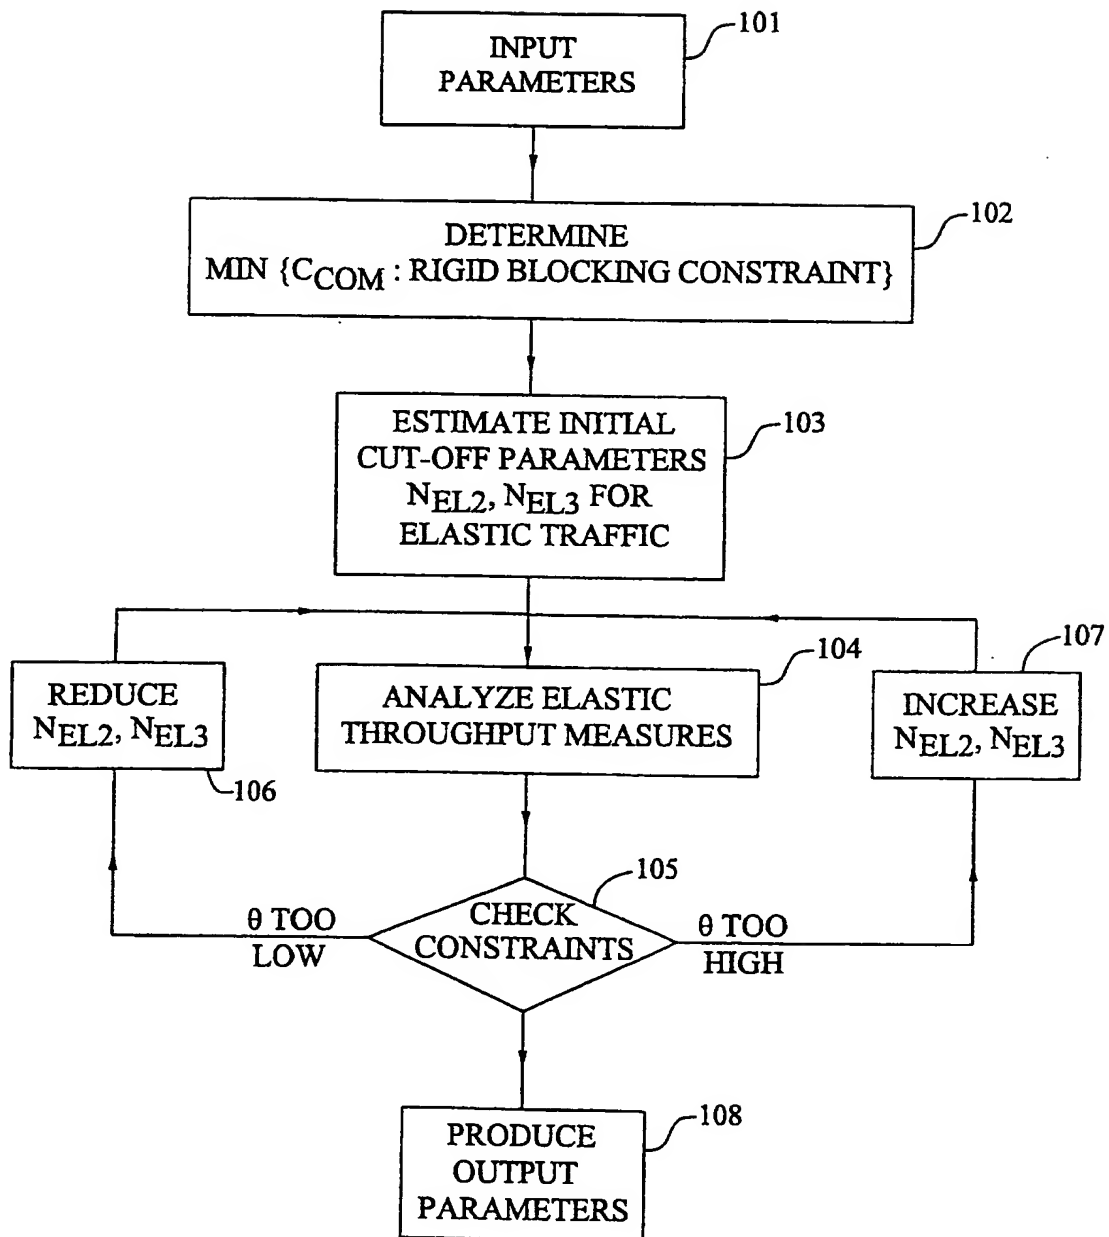 101
INPUT
PARAMETERS
102
DETERMINE
MIN {CCOM : RIGID BLOCKING CONSTRAINT}
103
ESTIMATE INITIAL
CUT-OFF PARAMETERS
NEL2, NEL3 FOR
ELASTIC TRAFFIC
104
ANALYZE ELASTIC
THROUGHPUT MEASURES
REDUCE
NEL2, NEL3
106
107
INCREASE
NEL2, NEL3
105
CHECK
CONSTRAINTS
θ TOO
LOW
θ TOO
HIGH
108
PRODUCE
OUTPUT
PARAMETERS